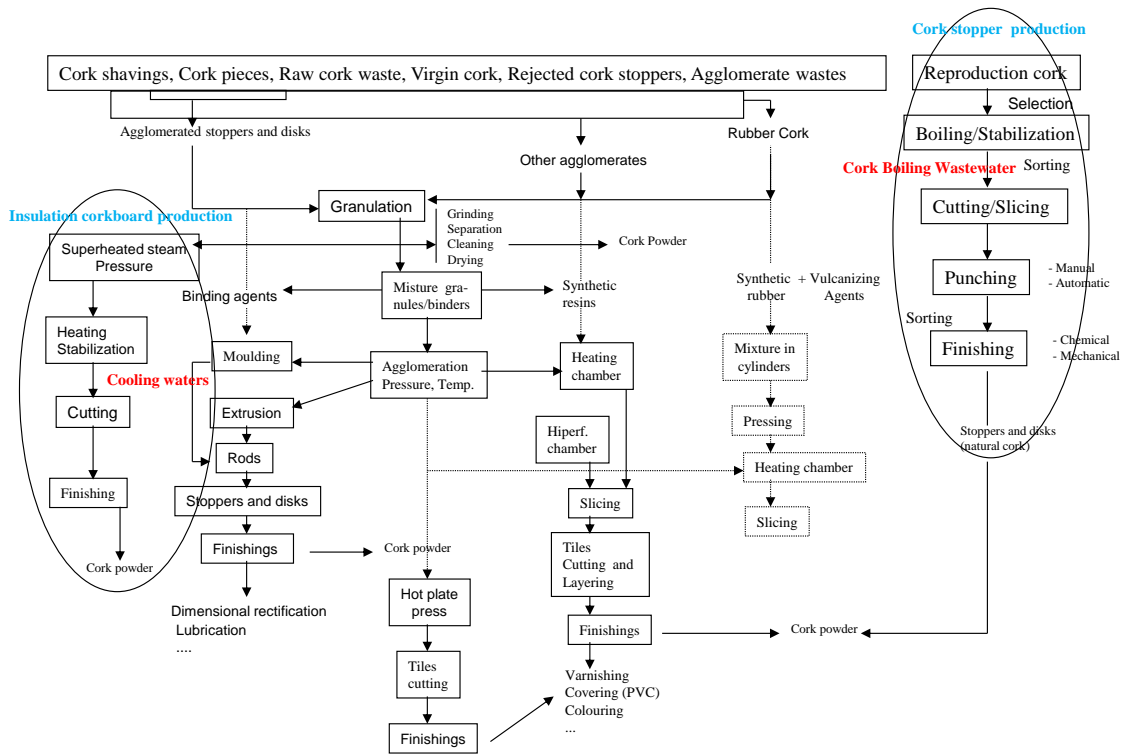 Cork stopper production
Cork shavings, Cork pieces, Raw cork waste, Virgin cork, Rejected cork stoppers, Agglomerate wastes
Reproduction cork
Selection
Agglomerated stoppers and disks
Rubber Cork
Boiling/Stabilization
Other agglomerates
Cork Boiling Wastewater
Sorting
Insulation corkboard production
Granulation
Grinding
Separation
Cleaning
Drying
Cork Powder
Cutting/Slicing
Superheated steam
Pressure
Binding agents
Misture gra-
nules/binders
Synthetic
resins
Synthetic
rubber
+ Vulcanizing
Agents
Punching
- Manual
- Automatic
Sorting
Heating
Stabilization
Moulding
Agglomeration
Pressure, Temp.
Heating
chamber
Mixture in
cylinders
Finishing
- Chemical
- Mechanical
Cooling waters
Cutting
Extrusion
Pressing
Rods
Hiperf.
chamber
Heating chamber
Stoppers and disks
(natural cork)
Finishing
Stoppers and disks
Slicing
Slicing
Cork powder
Finishings
Cork powder
Tiles
Cutting and
Layering
Dimensional rectification
Lubrication
....
Hot plate
press
Finishings
Cork powder
Tiles
cutting
Varnishing
Covering (PVC)
Colouring
...
Finishings